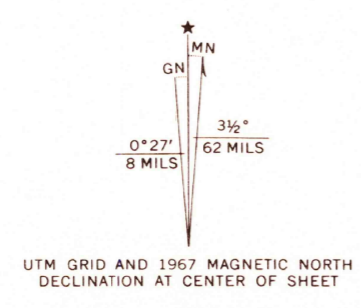 ★
MN
GN
3½°
0°27′
62 MILS
8 MILS
UTM GRID AND 1967 MAGNETIC NORTH
DECLINATION AT CENTER OF SHEET